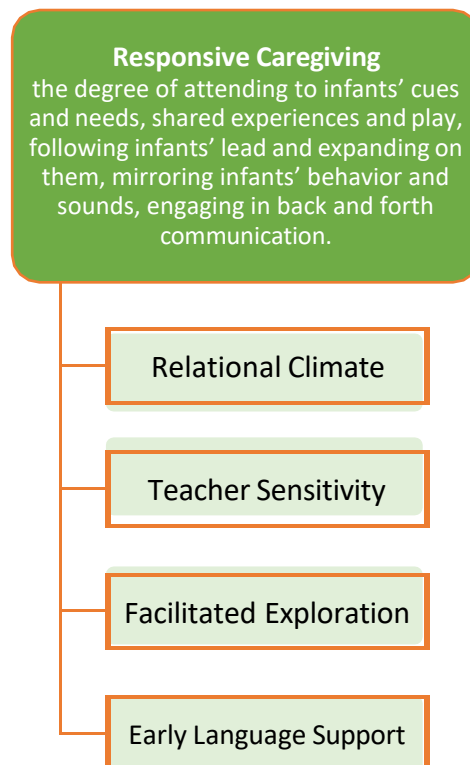 Responsive Caregiving
the degree of attending to infants’ cues
and needs, shared experiences and play,
following infants’ lead and expanding on
them, mirroring infants’ behavior and
sounds, engaging in back and forth
communication.
Relational Climate
Teacher Sensitivity
Facilitated Exploration
Early Language Support